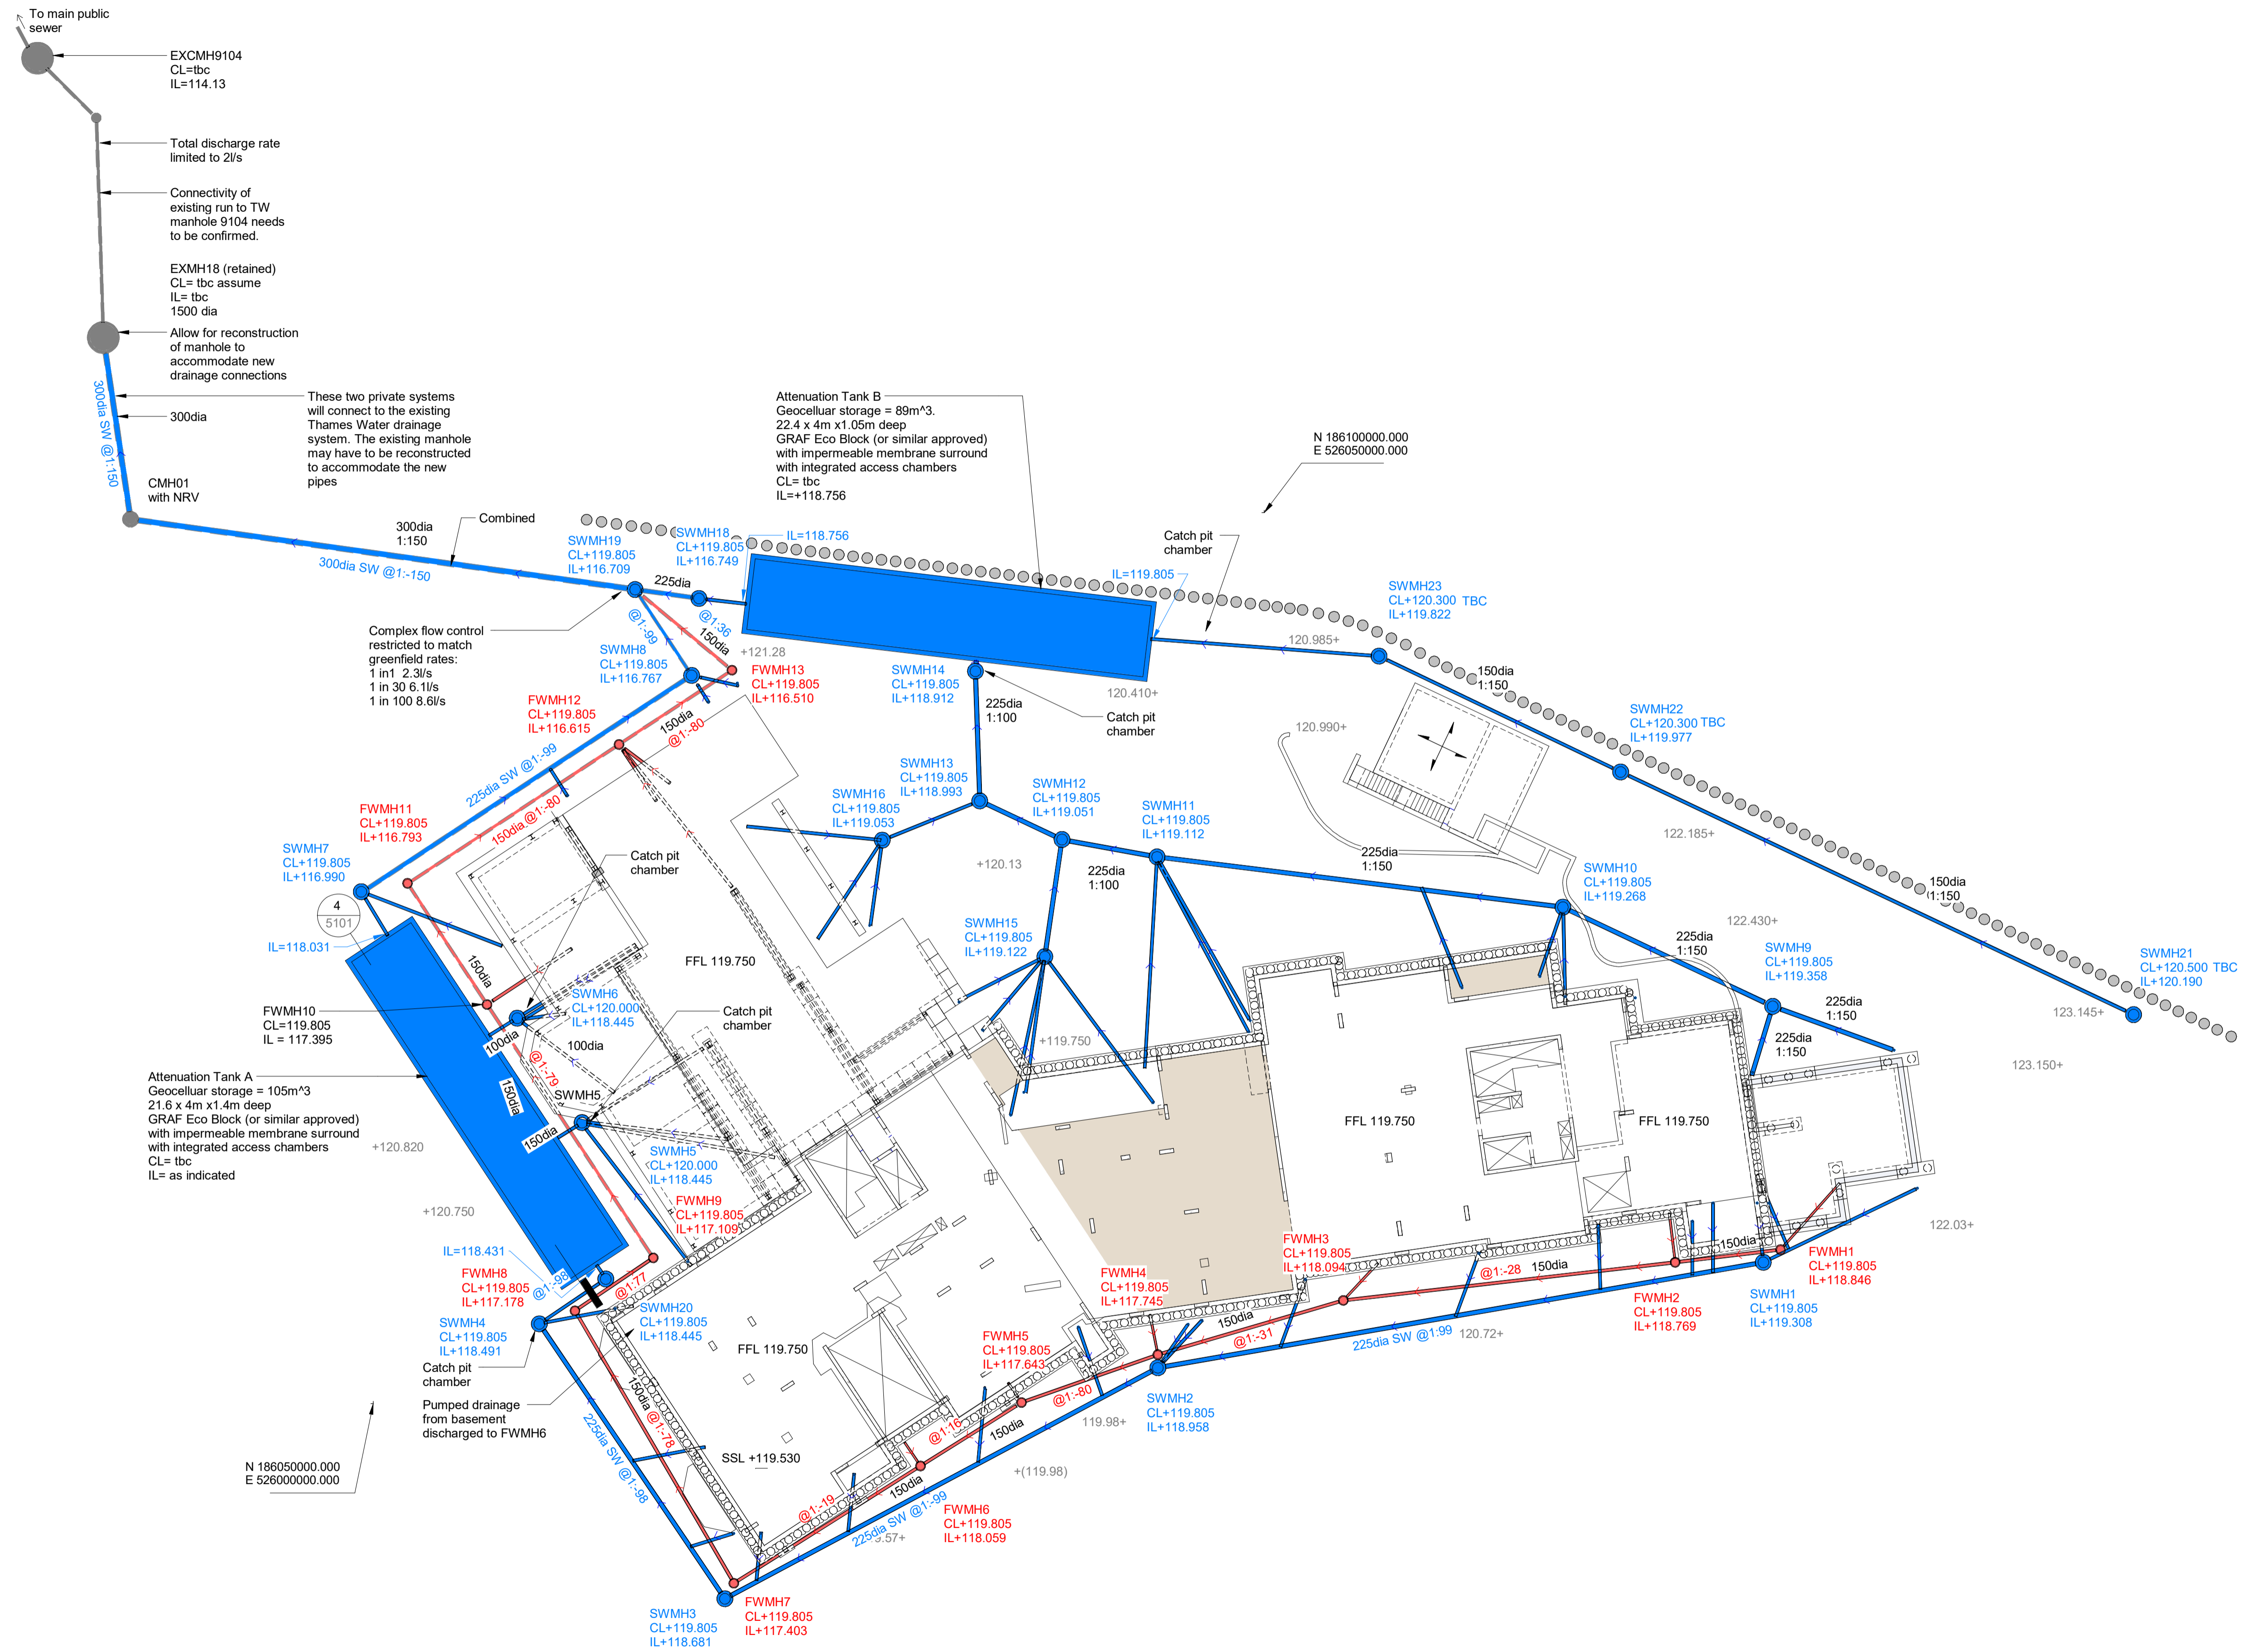 To main public
sewer
EXCMH9104
CL=tbc
IL=114.13
Total discharge rate
limited to 2l/s
Connectivity of
existing run to TW
manhole 9104 needs
to be confirmed.
EXMH18 (retained)
CL= tbc assume
IL= tbc
1500 dia
Allow for reconstruction
of manhole to
accommodate new
drainage connections
300dia
300dia SW @1:150
CMH01
with NRV
These two private systems
will connect to the existing
Thames Water drainage
system. The existing manhole
may have to be reconstructed
to accommodate the new
pipes
Attenuation Tank B
Geocelluar storage = 89m^3.
22.4 x 4m x1.05m deep
GRAF Eco Block (or similar approved)
with impermeable membrane surround
with integrated access chambers
CL= tbc
IL=+118.756
N 186100000.000
E 526050000.000
300dia
1:150
Combined
300dia SW @1:-150
SWMH19
CL+119.805
IL+116.709
SWMH18
CL+119.805
IL+116.749
IL=118.756
225dia
@1:36
@1:-99
150dia
Catch pit
chamber
IL=119.805
SWMH23
CL+120.300 TBC
IL+119.822
120.985+
Complex flow control
restricted to match
greenfield rates:
1 in1  2.3l/s
1 in 30 6.1l/s
1 in 100 8.6l/s
SWMH8
CL+119.805
IL+116.767
+121.28
FWMH13
CL+119.805
IL+116.510
SWMH14
CL+119.805
IL+118.912
120.410+
150dia
1:150
225dia
1:100
Catch pit
chamber
120.990+
SWMH22
CL+120.300 TBC
IL+119.977
FWMH12
CL+119.805
IL+116.615
150dia
@1:-80
225dia SW @1:-99
150dia @1:-80
SWMH13
CL+119.805
IL+118.993
SWMH16
CL+119.805
IL+119.053
SWMH12
CL+119.805
IL+119.051
SWMH11
CL+119.805
IL+119.112
122.185+
FWMH11
CL+119.805
IL+116.793
SWMH7
CL+119.805
IL+116.990
Catch pit
chamber
+120.13
225dia
1:100
225dia
1:150
SWMH10
CL+119.805
IL+119.268
150dia
1:150
4
5101
IL=118.031
122.430+
225dia
1:150
SWMH15
CL+119.805
IL+119.122
SWMH9
CL+119.805
IL+119.358
SWMH21
CL+120.500 TBC
IL+120.190
150dia
FFL 119.750
FWMH10
CL=119.805
IL = 117.395
SWMH6
CL+120.000
IL+118.445
100dia
100dia
Catch pit
chamber
225dia
1:150
225dia
1:150
123.145+
+119.750
123.150+
@1:-79
150dia
Attenuation Tank A
Geocelluar storage = 105m^3
21.6 x 4m x1.4m deep
GRAF Eco Block (or similar approved)
with impermeable membrane surround
with integrated access chambers
CL= tbc
IL= as indicated
SWMH5
150dia
FFL 119.750
FFL 119.750
+120.820
SWMH5
CL+120.000
IL+118.445
FWMH9
CL+119.805
IL+117.109
+120.750
122.03+
IL=118.431
FWMH8
CL+119.805
IL+117.178
@1:-98
@1:77
FWMH3
CL+119.805
IL+118.094
150dia
FWMH1
CL+119.805
IL+118.846
@1:-28
150dia
FWMH4
CL+119.805
IL+117.745
FWMH2
CL+119.805
IL+118.769
SWMH1
CL+119.805
IL+119.308
SWMH4
CL+119.805
IL+118.491
SWMH20
CL+119.805
IL+118.445
FFL 119.750
150dia
@1:-31
225dia SW @1:99
120.72+
Catch pit
chamber
FWMH5
CL+119.805
IL+117.643
Pumped drainage
from basement
discharged to FWMH6
150dia @1:-78
@1:-80
SWMH2
CL+119.805
IL+118.958
@1:16
150dia
119.98+
N 186050000.000
E 526000000.000
225dia SW @1:-98
SSL +119.530
+(119.98)
150dia
@1:-19
225dia SW @1:-99
FWMH6
CL+119.805
IL+118.059
SWMH3
CL+119.805
IL+118.681
FWMH7
CL+119.805
IL+117.403